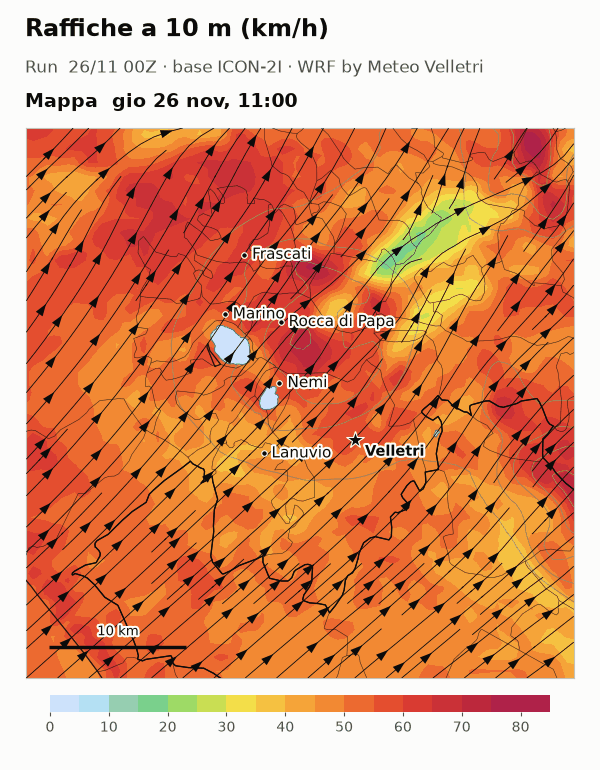 Raffiche a 10 m (km/h)
Run  26/11 00Z · base ICON-2I · WRF by Meteo Velletri
Mappa  gio 26 nov, 11:00
Frascati
Marino
Rocca di Papa
Nemi
Velletri
Lanuvio
10 km
0 10 20 30 40 50 60 70 80